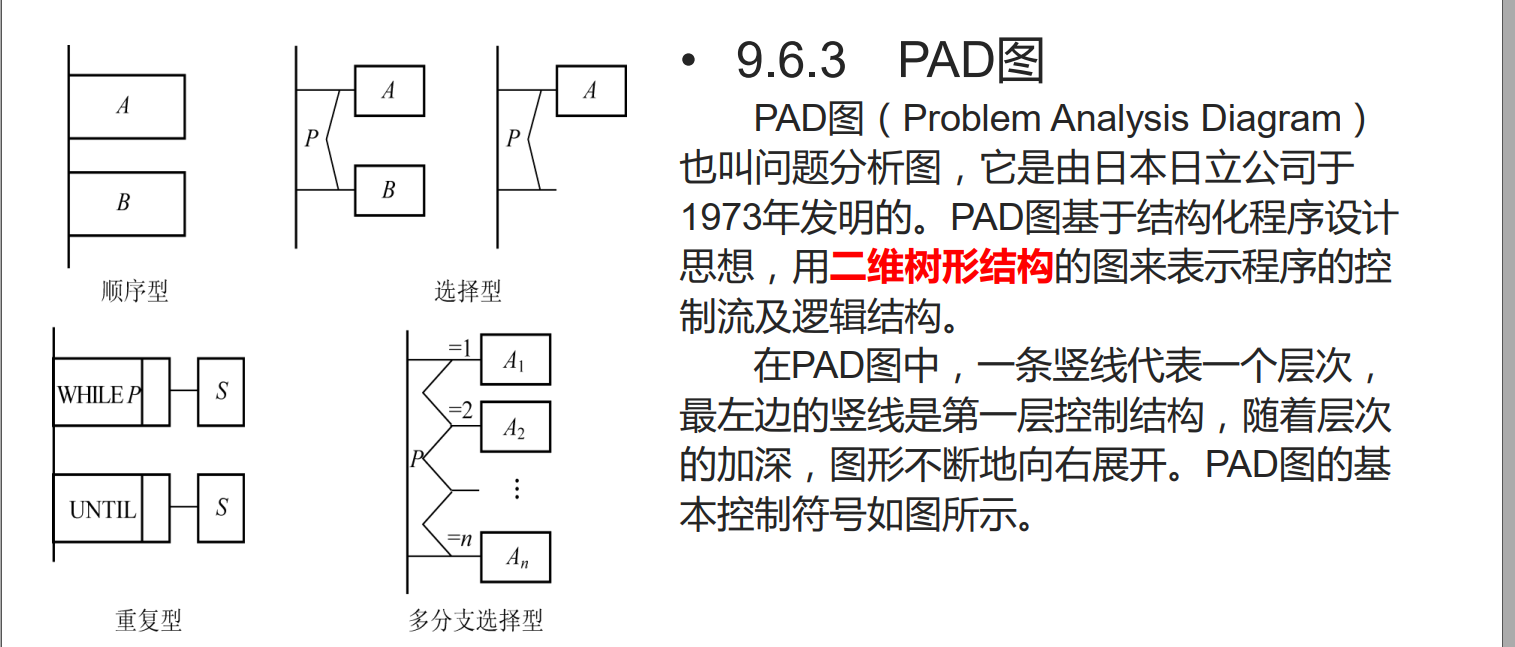 A
B
顺序型
P
A
B
P
A
选择型
WHILE P
S
UNTIL
S
重复型
=1
A₁
=2
A₂
P
⋮
=n
Aₙ
多分支选择型
• 9.6.3 PAD图
PAD图（Problem Analysis Diagram）
也叫问题分析图，它是由日本日立公司于
1973年发明的。PAD图基于结构化程序设计
思想，用二维树形结构的图来表示程序的控
制流及逻辑结构。
在PAD图中，一条竖线代表一个层次，
最左边的竖线是第一层控制结构，随着层次
的加深，图形不断地向右展开。PAD图的基
本控制符号如图所示。